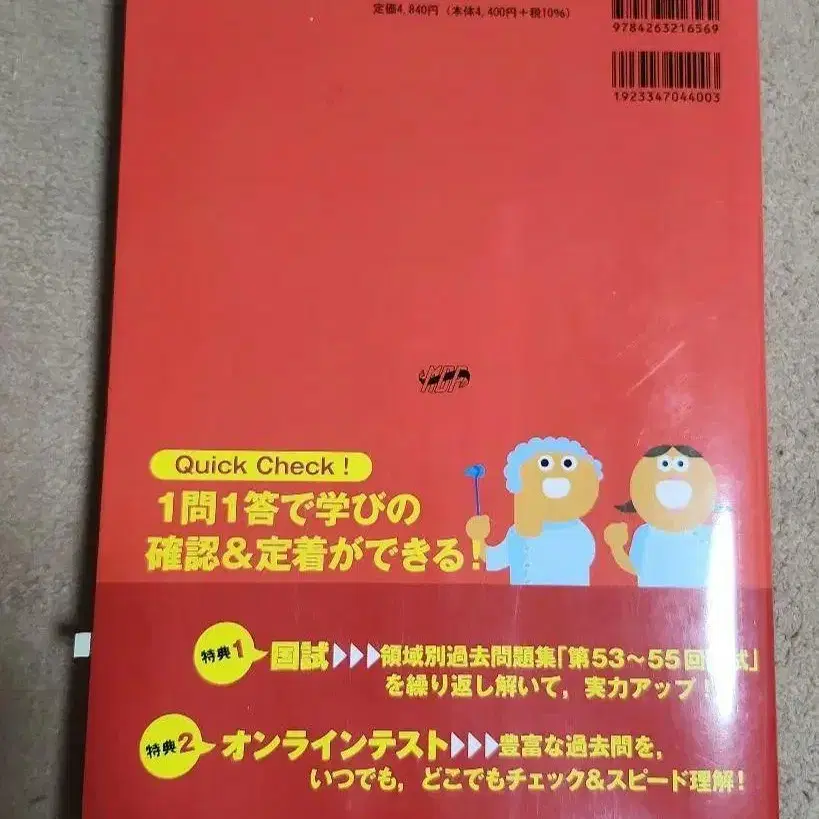 定価4,840円（本体4,400円＋税10％）
9784263216569
1923347044003
Quick Check！
1問1答で学びの
確認＆定着ができる！
特典1 国試▷▷▷領域別過去問題集「第53〜55回 試」
を繰り返し解いて，実力アップ
特典2 オンラインテスト▷▷▷豊富な過去問を，
いつでも，どこでもチェック＆スピード理解！